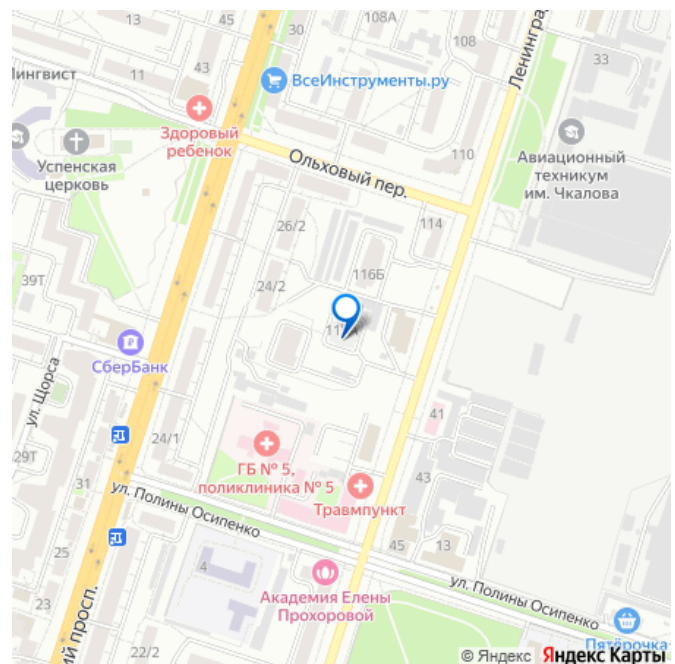 13
108А
30
108
Ленингра
33
Лингвист
11
43
ВсеИнструменты.ру
Здоровый
ребенок
Успенская
церковь
Ольховый пер.
110
Авиационный
техникум
им. Чкалова
26/2
114
116Б
39Т
24/2
СберБанк
ул. Щорса
41
24/1
29Т
ГБ № 5,
поликлиника № 5
43
31
Травмпункт
ул. Полины Осипенко
25
45
13
4
ул. Полины Осипенко
Академия Елены
Прохоровой
23
ий просп.
22/2
Пятёрочка
© Яндекс Яндекс Карты